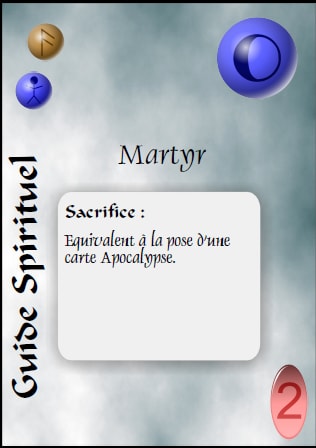 Martyr
Guide Spirituel
Sacrifice :
Equivalent à la pose d'une
carte Apocalypse.
2